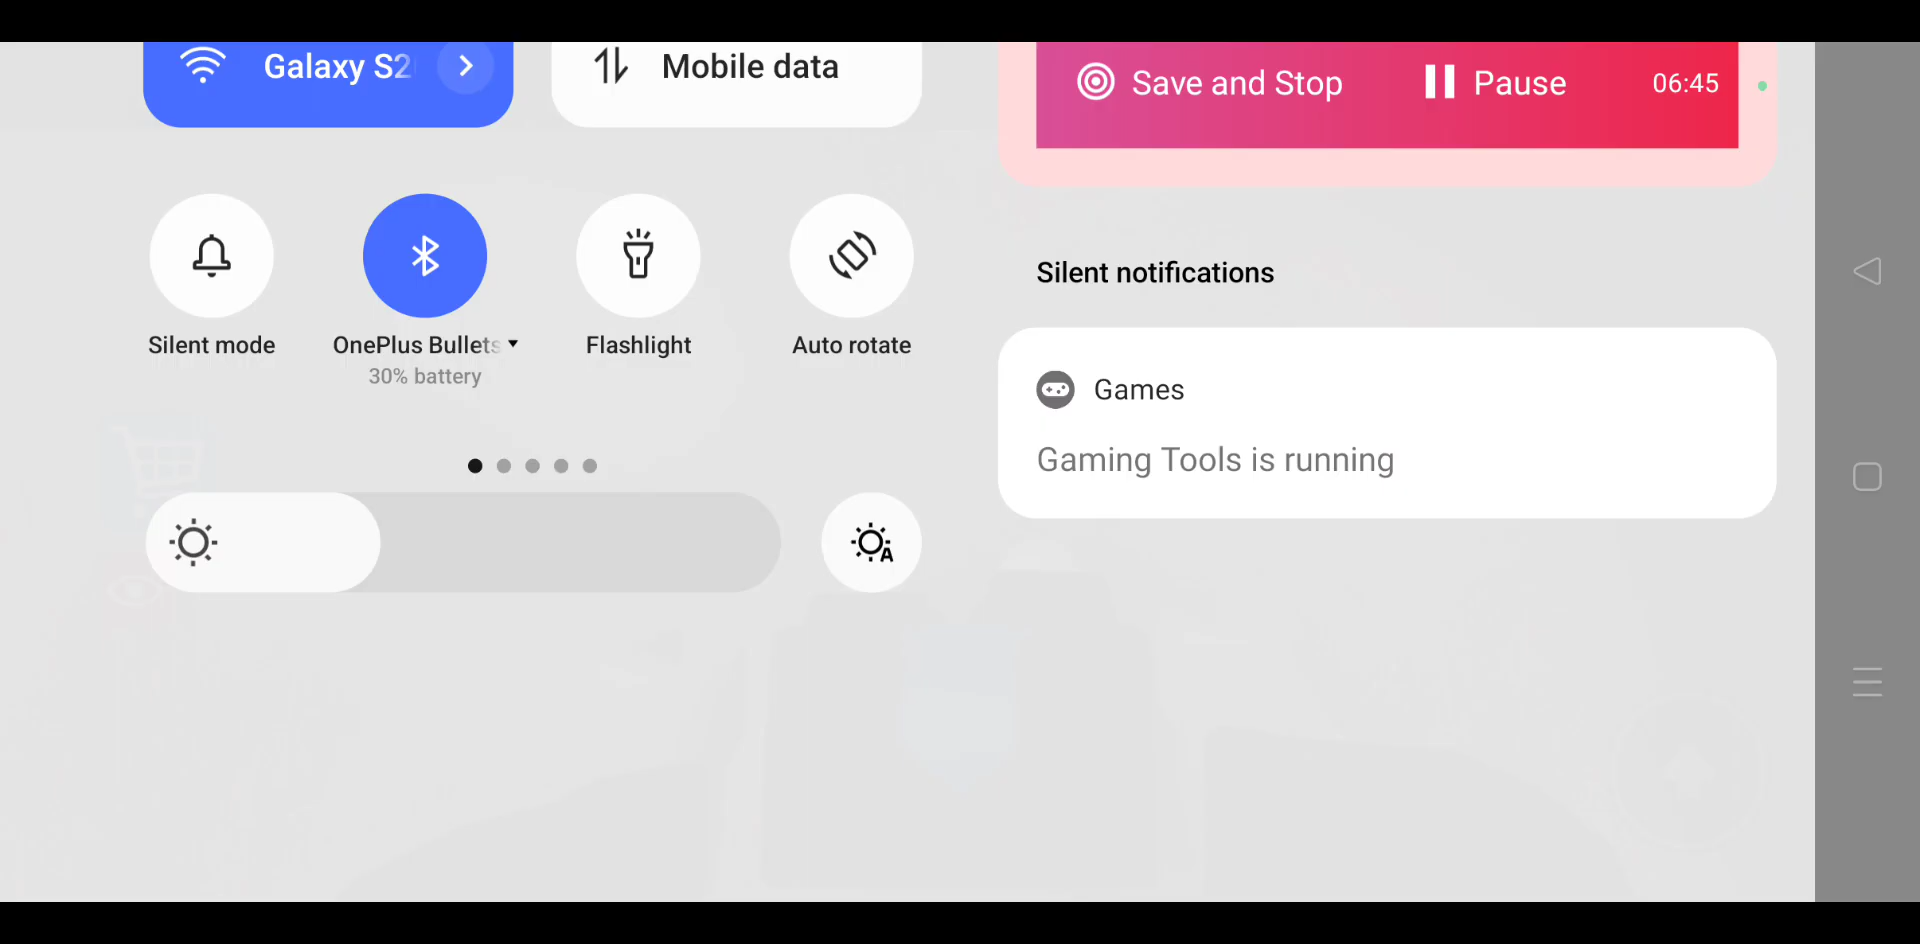 Galaxy S2
Mobile data
Silent mode
OnePlus Bullets
30% battery
Flashlight
Auto rotate
A
Save and Stop
Pause
06:45
Silent notifications
Games
Gaming Tools is running